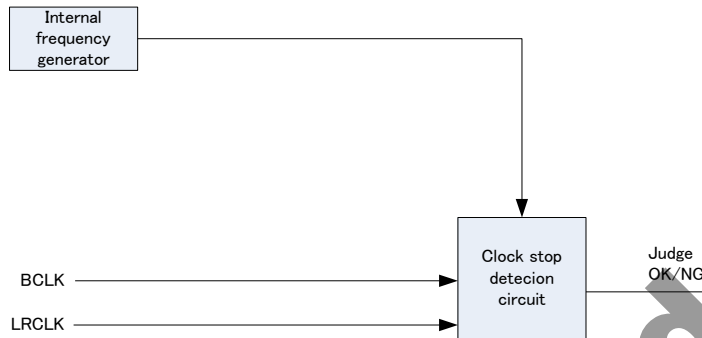 Internal
frequency
generator
Clock stop
detecion
circuit
Judge
OK/NG
BCLK
LRCLK